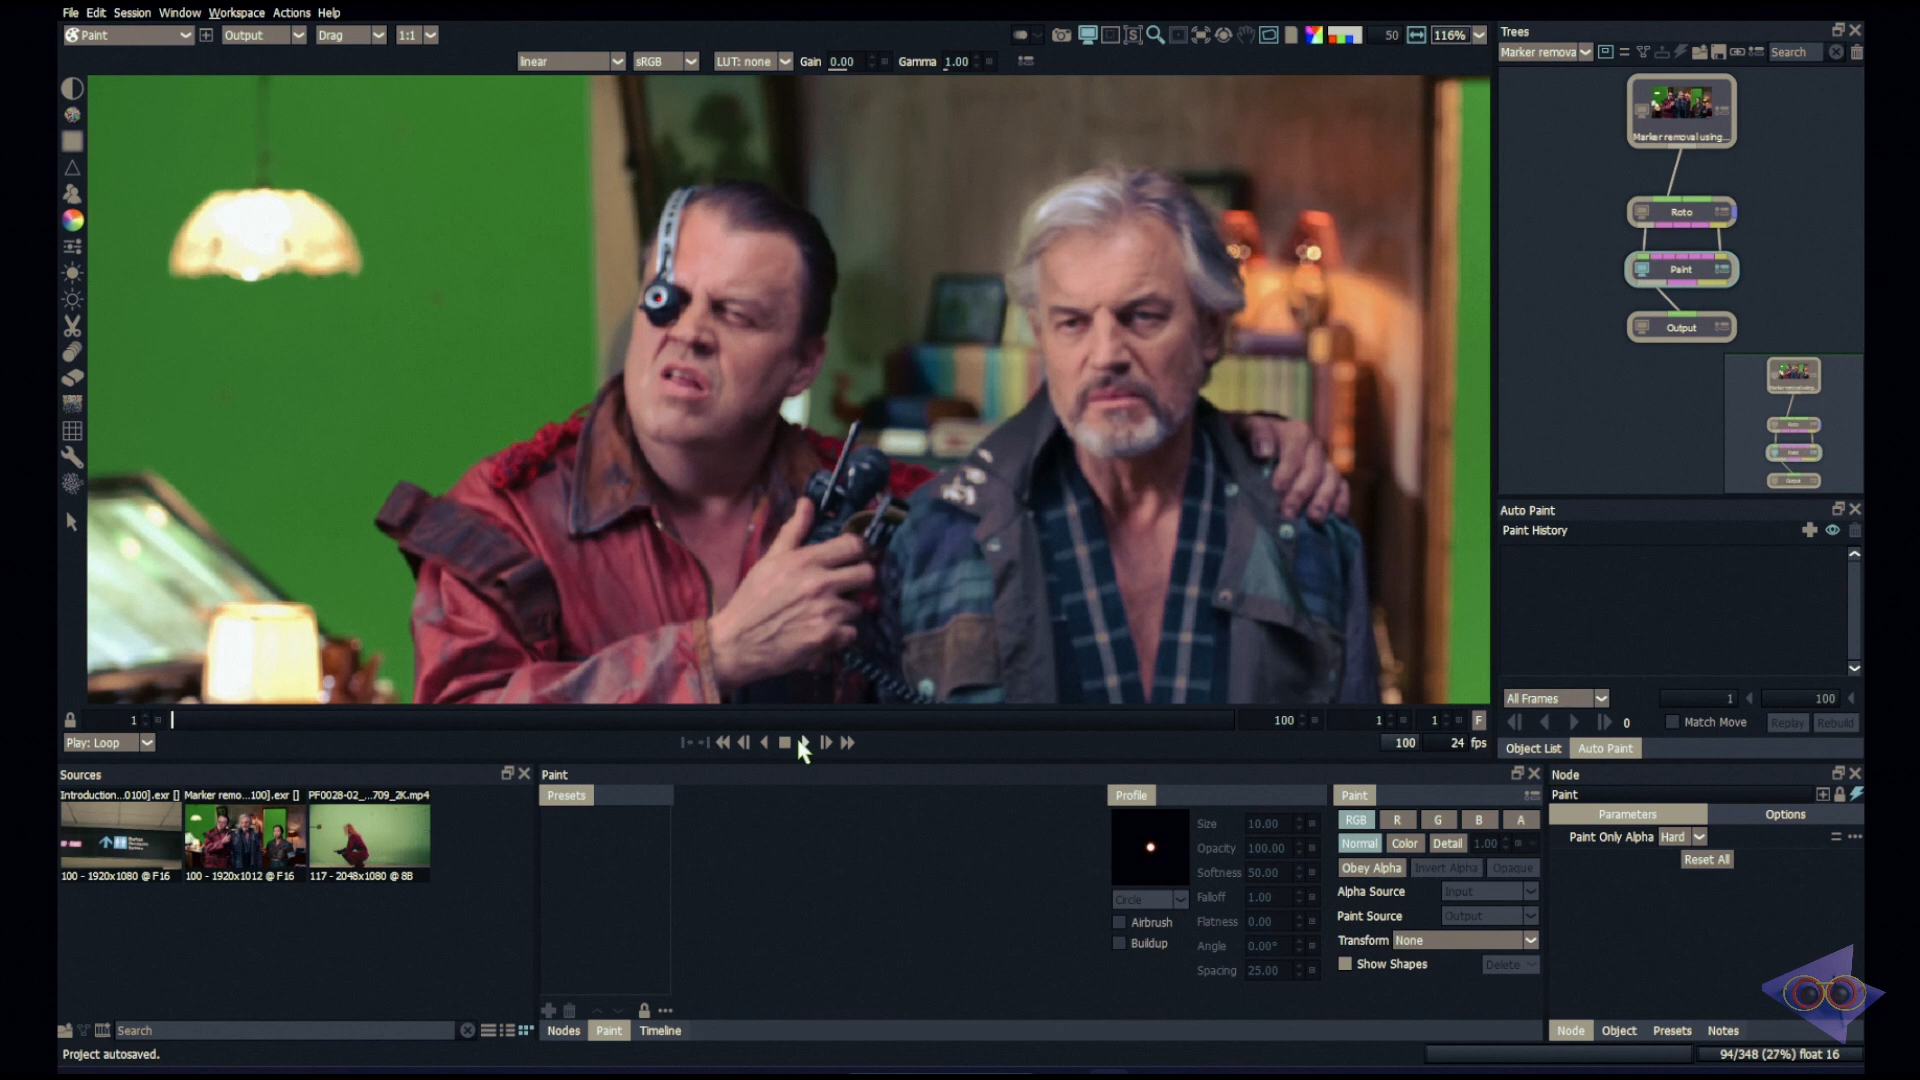 File Edit Session Window Workspace Actions Help
Paint Output Drag 1:1 50 116%
linear sRGB LUT: none Gain 0.00 Gamma 1.00
Trees
Marker remova Search
Marker removal using...
Roto
Paint
Output
Auto Paint
Paint History
All Frames 1 100
0 Match Move Replay Rebuild
Object List Auto Paint
1 100 1 1 F
Play: Loop 100 24 fps
Sources
Introduction...0100].exr [] Marker remo...100].exr [] PF0028-02_..._709_2K.mp4
100 - 1920x1080 @ F16 100 - 1920x1012 @ F16 117 - 2048x1080 @ 8B
Search
Project autosaved.
Paint
Presets
Profile
Size 10.00
Opacity 100.00
Softness 50.00
Circle Falloff 1.00
Airbrush Flatness 0.00
Buildup Angle 0.00°
Spacing 25.00
Paint
RGB R G B A
Normal Color Detail 1.00
Obey Alpha Invert Alpha Opaque
Alpha Source Input
Paint Source Output
Transform None
Show Shapes Delete
Nodes Paint Timeline
Node
Paint
Parameters Options
Paint Only Alpha Hard
Reset All
Node Object Presets Notes
94/348 (27%) float 16